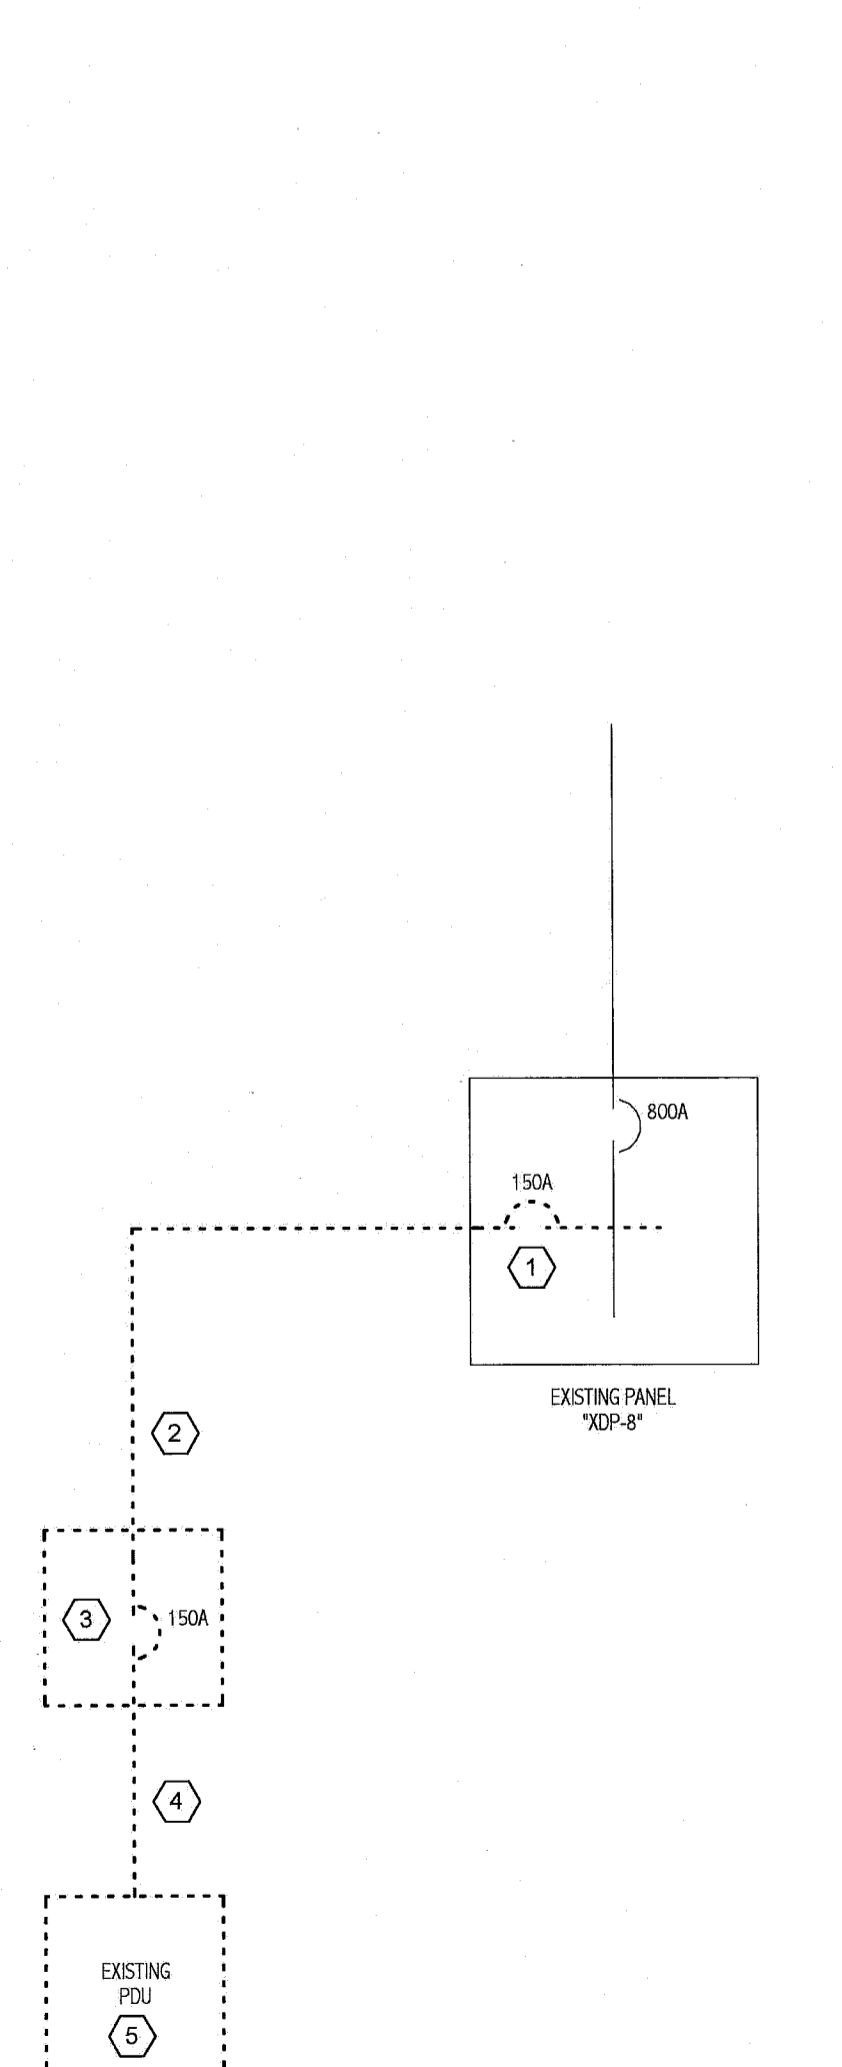 800A
150A
1
EXISTING PANEL
"XDP-8"
2
3
150A
4
EXISTING
PDU
5